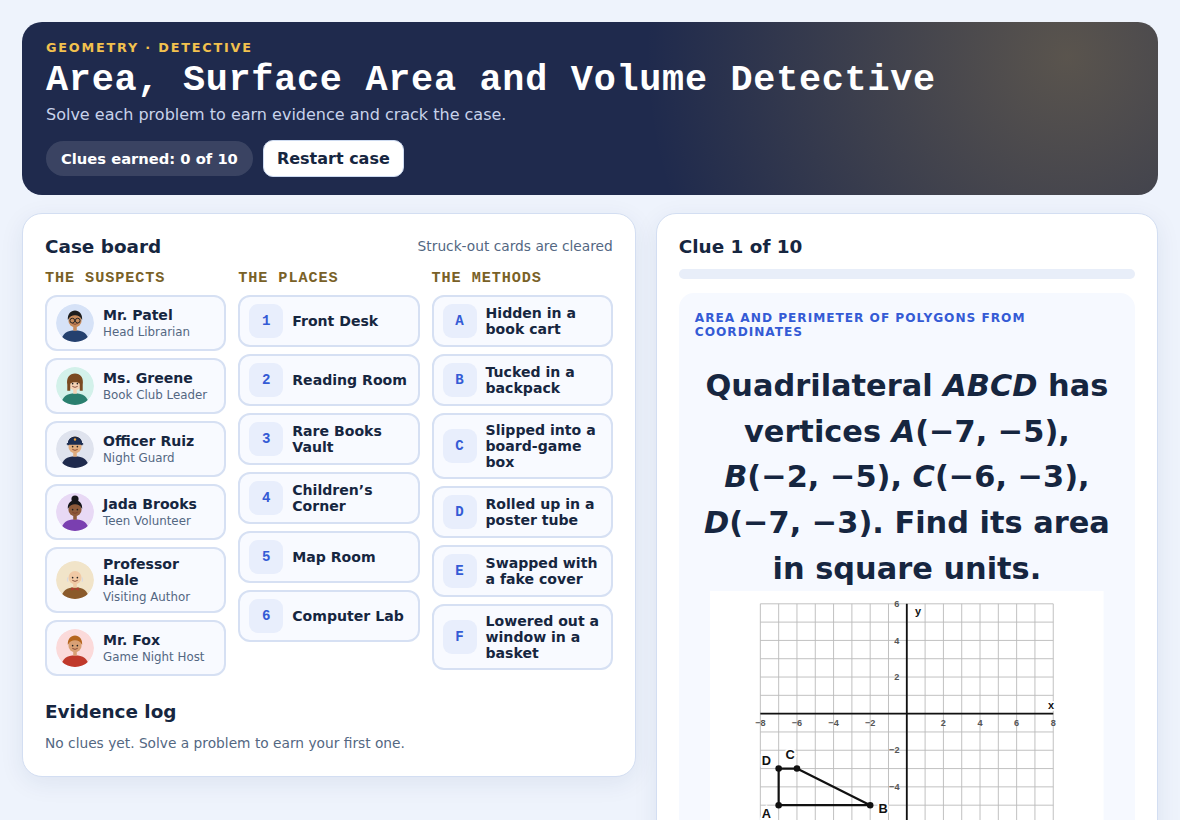 GEOMETRY · DETECTIVE
Area, Surface Area and Volume Detective
Solve each problem to earn evidence and crack the case.
Clues earned: 0 of 10
Restart case
Case board
Struck-out cards are cleared
THE SUSPECTS
Mr. Patel
Head Librarian
Ms. Greene
Book Club Leader
Officer Ruiz
Night Guard
Jada Brooks
Teen Volunteer
Professor
Hale
Visiting Author
Mr. Fox
Game Night Host
THE PLACES
1
Front Desk
2
Reading Room
3
Rare Books
Vault
4
Children’s
Corner
5
Map Room
6
Computer Lab
THE METHODS
A
Hidden in a
book cart
B
Tucked in a
backpack
C
Slipped into a
board-game
box
D
Rolled up in a
poster tube
E
Swapped with
a fake cover
F
Lowered out a
window in a
basket
Evidence log
No clues yet. Solve a problem to earn your first one.
Clue 1 of 10
AREA AND PERIMETER OF POLYGONS FROM
COORDINATES
Quadrilateral ABCD has
vertices A(−7, −5),
B(−2, −5), C(−6, −3),
D(−7, −3). Find its area
in square units.
6
y
4
2
x
−8 −6 −4 −2 2 4 6 8
−2
C
D
−4
B
A